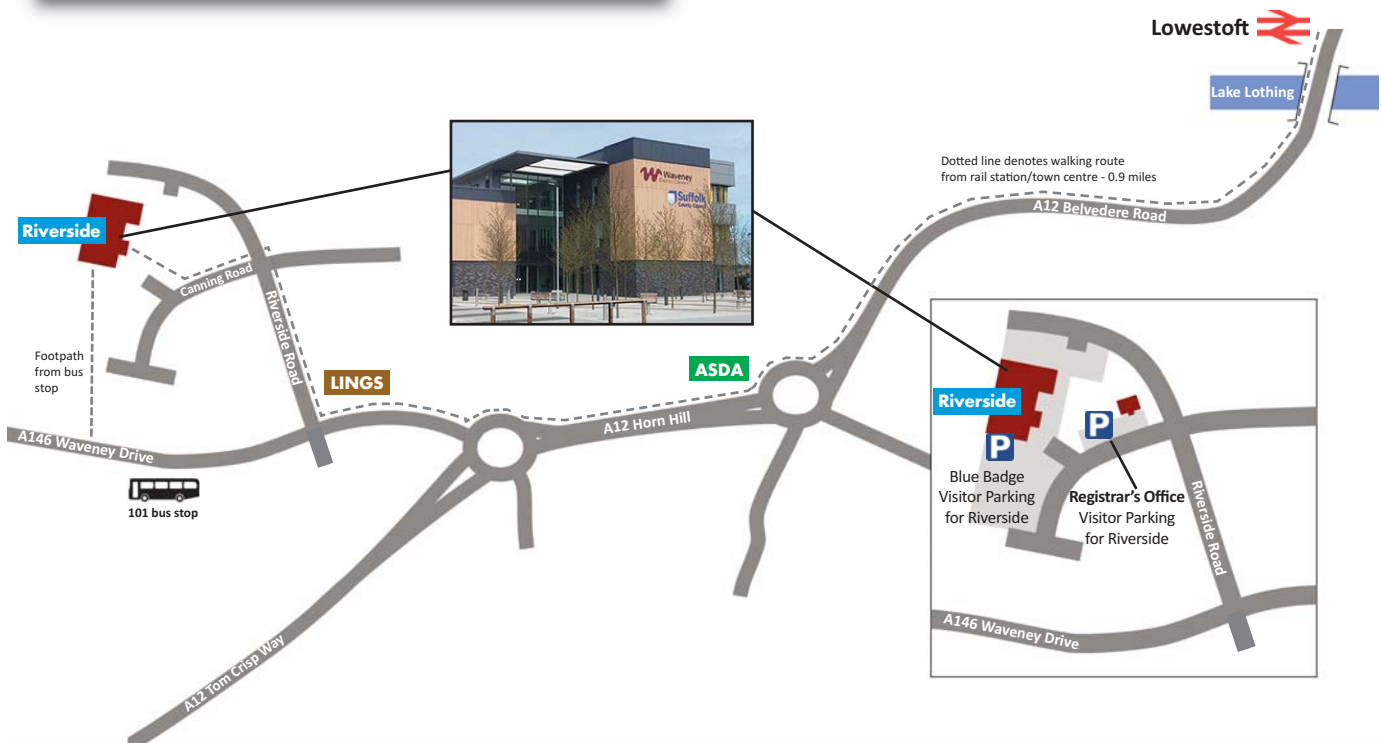 Lowestoft
Lake Lothing
Dotted line denotes walking route
from rail station/town centre - 0.9 miles
A12 Belvedere Road
Waveney
Suffolk
County Council
Riverside
Canning Road
Riverside Road
Footpath
from bus
stop
LINGS
ASDA
A12 Horn Hill
A146 Waveney Drive
101 bus stop
A12 Tom Crisp Way
Riverside
P
P
Blue Badge
Visitor Parking
for Riverside
Registrar's Office
Visitor Parking
for Riverside
Riverside Road
A146 Waveney Drive